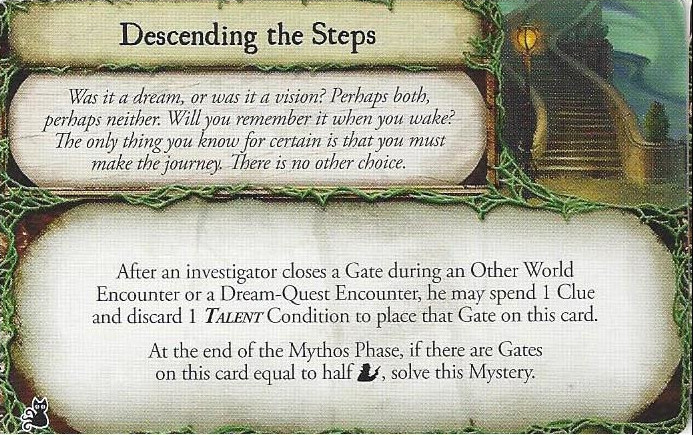 Descending the Steps
Was it a dream, or was it a vision? Perhaps both,
perhaps neither. Will you remember it when you wake?
The only thing you know for certain is that you must
make the journey. There is no other choice.
After an investigator closes a Gate during an Other World
Encounter or a Dream-Quest Encounter, he may spend 1 Clue
and discard 1 TALENT Condition to place that Gate on this card.
At the end of the Mythos Phase, if there are Gates
on this card equal to half , solve this Mystery.